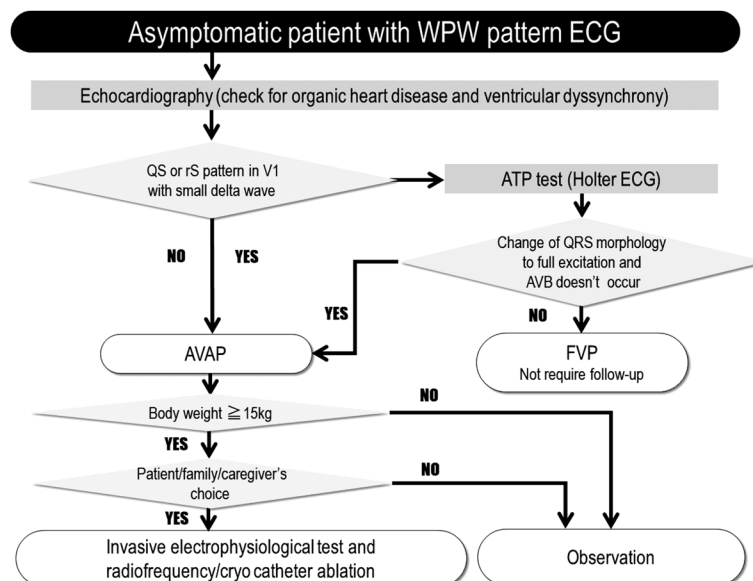 Asymptomatic patient with WPW pattern ECG
Echocardiography (check for organic heart disease and ventricular dyssynchrony)
QS or rS pattern in V1
with small delta wave
ATP test (Holter ECG)
NO
YES
Change of QRS morphology
to full excitation and
AVB doesn't occur
YES
NO
AVAP
FVP
Not require follow-up
Body weight ≧ 15kg
NO
YES
Patient/family/caregiver's
choice
NO
YES
Invasive electrophysiological test and
radiofrequency/cryo catheter ablation
Observation